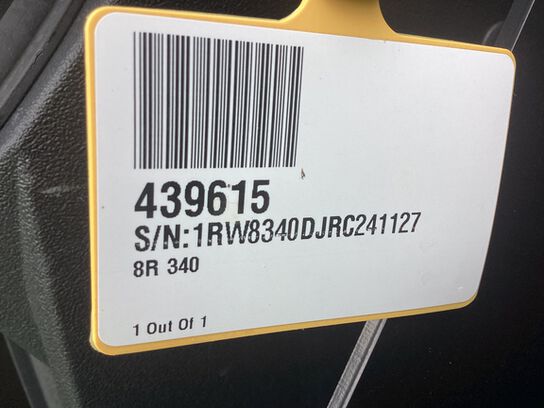 439615
S/N:1RW8340DJRC241127
8R 340
1 Out Of 1